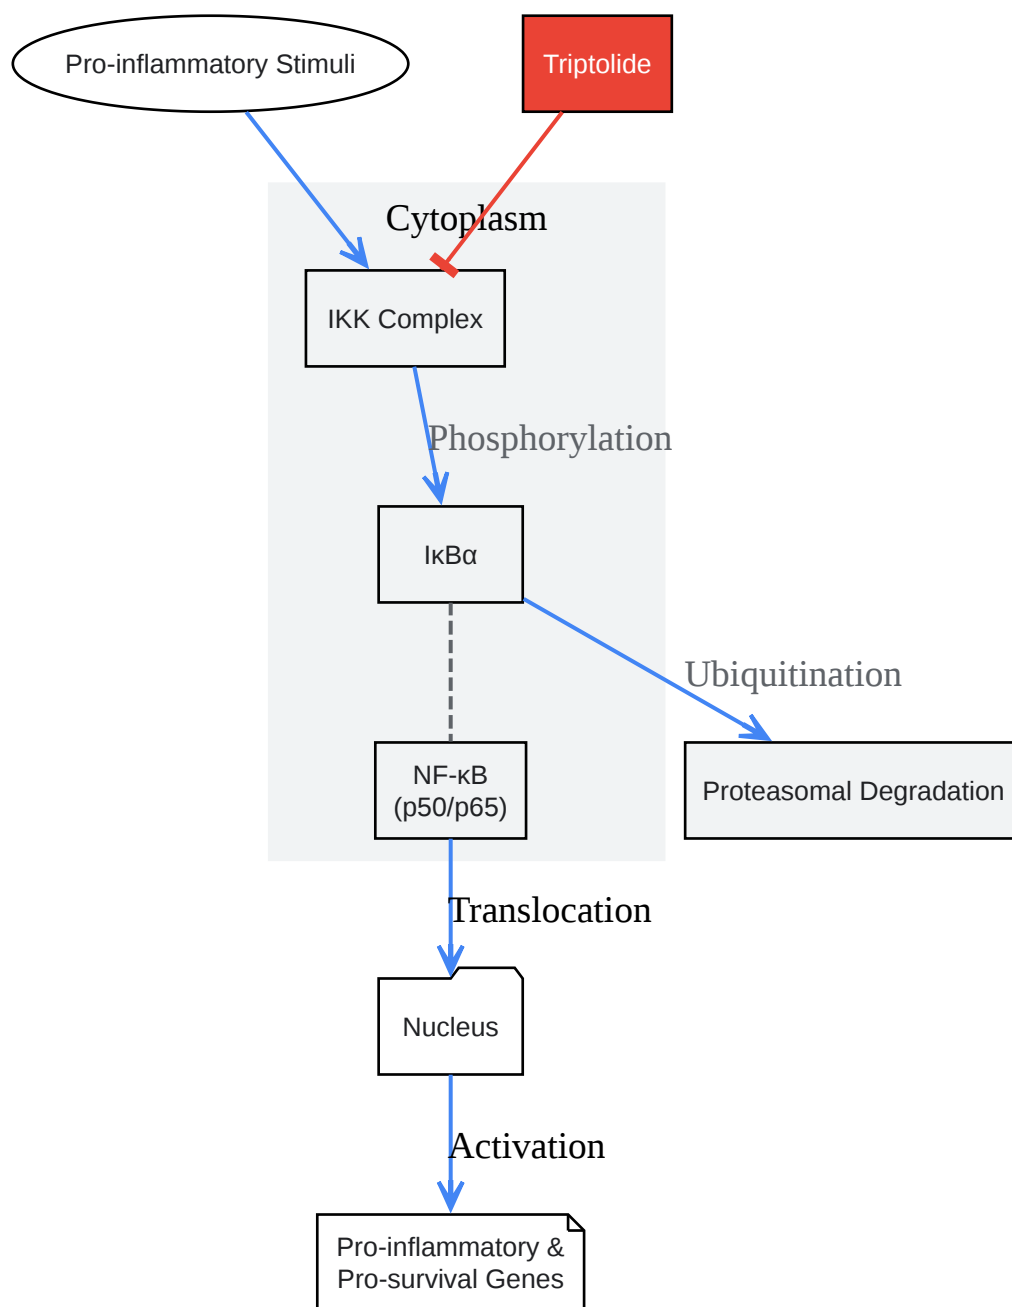 Pro-inflammatory Stimuli
Triptolide
Cytoplasm
IKK Complex
Phosphorylation
IκBα
Ubiquitination
NF-κB
(p50/p65)
Proteasomal Degradation
Translocation
Nucleus
Activation
Pro-inflammatory &
Pro-survival Genes